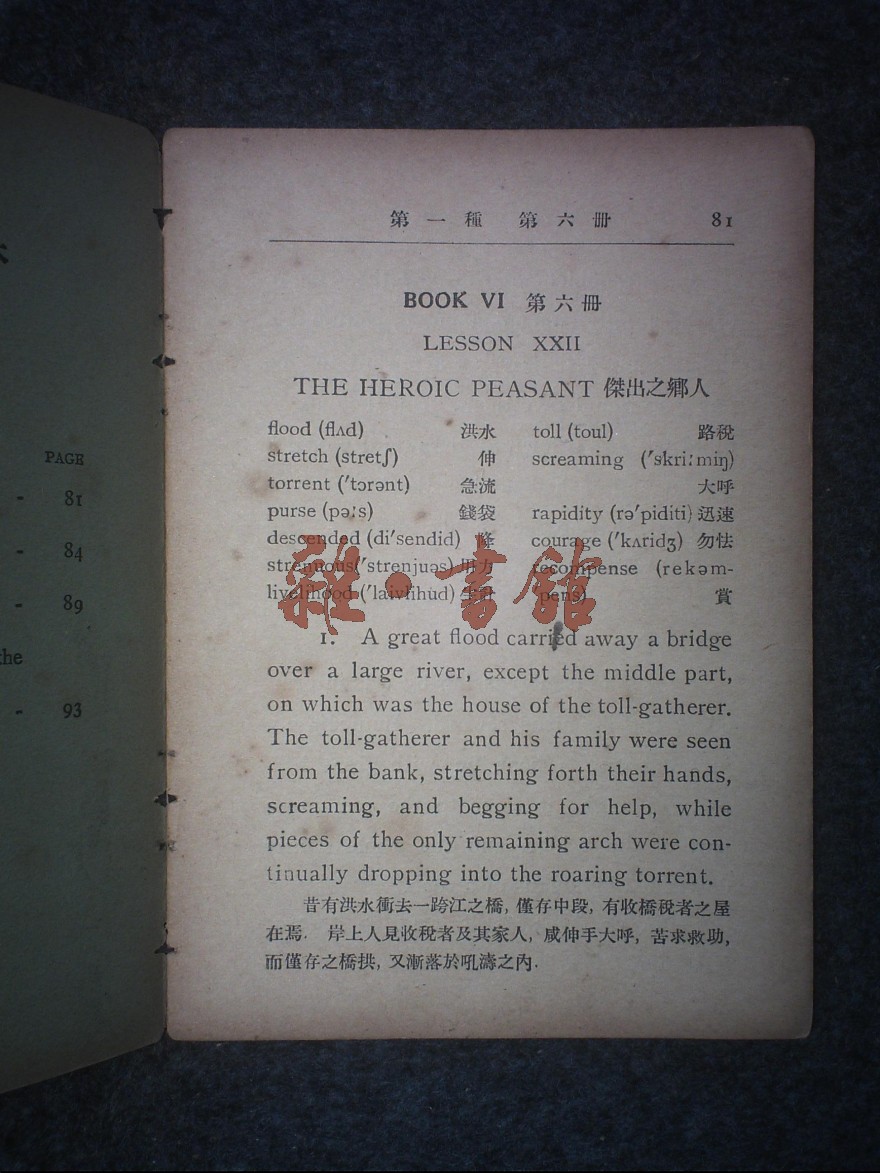 PAGE
- 81
- 84
- 89
the
- 93
第一種 第六册 81
BOOK VI 第六冊
LESSON XXII
THE HEROIC PEASANT 傑出之鄉人
flood (flʌd) 洪水 toll (toul) 路稅
stretch (stretʃ) 伸 screaming ('skri:miŋ)
torrent ('tɔrənt) 急流 大呼
purse (pə:s) 錢袋 rapidity (rə'piditi) 迅速
descended (di'sendid) 降 courage ('kʌridʒ) 勿怯
strenuous ('strenjuəs) 用力 recompense (rekəm-
livelihood ('laivlihud) 生計 pens) 賞
1. A great flood carried away a bridge
over a large river, except the middle part,
on which was the house of the toll-gatherer.
The toll-gatherer and his family were seen
from the bank, stretching forth their hands,
screaming, and begging for help, while
pieces of the only remaining arch were con-
tinually dropping into the roaring torrent.
昔有洪水衝去一跨江之橋, 僅存中段, 有收橋稅者之屋
在焉. 岸上人見收稅者及其家人, 咸伸手大呼, 苦求救助,
而僅存之橋拱, 又漸落於吼濤之內.
雜·書館